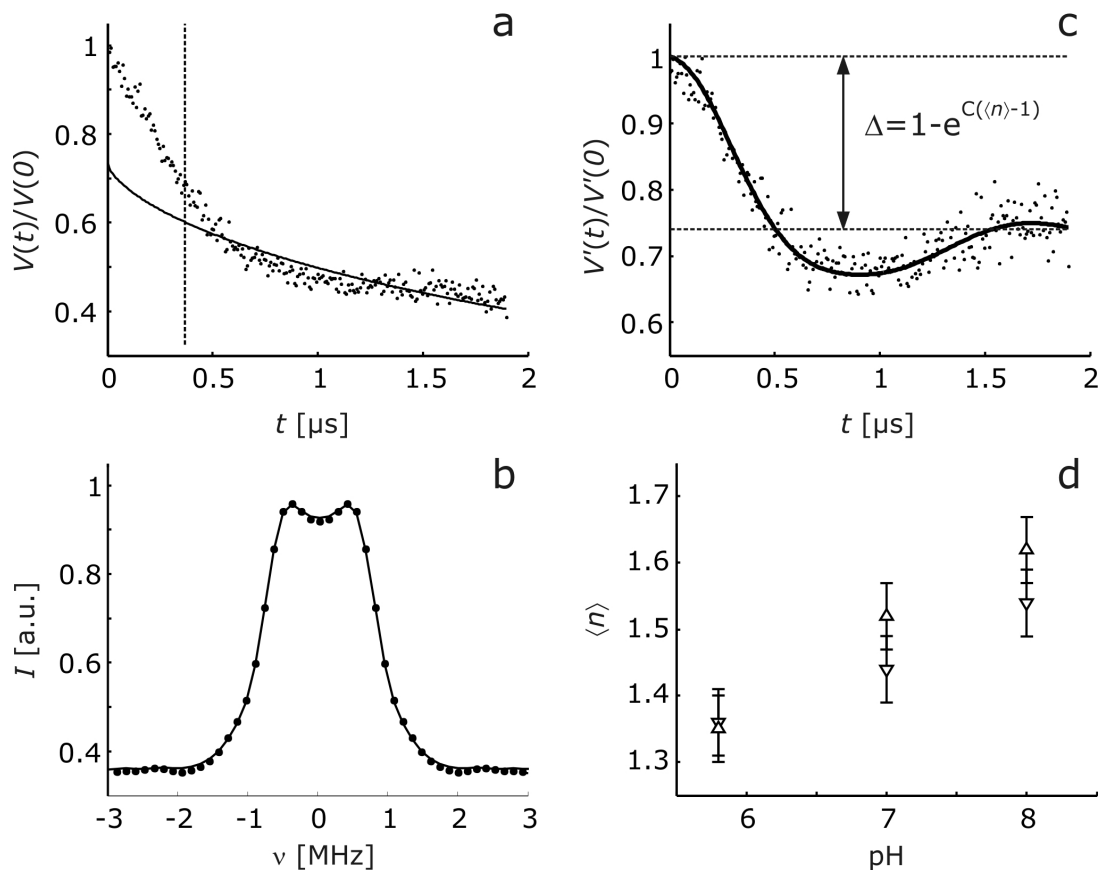 a
1
0.8
0.6
0.4
V(t)/V(0)
0
0.5
1
1.5
2
t [µs]
c
1
0.9
0.8
0.7
0.6
V'(t)/V'(0)
Δ=1-e^C(⟨n⟩-1)
0
0.5
1
1.5
2
t [µs]
b
1
0.8
0.6
0.4
I [a.u.]
-3
-2
-1
0
1
2
3
ν [MHz]
d
1.7
1.6
1.5
1.4
1.3
⟨n⟩
6
7
8
pH